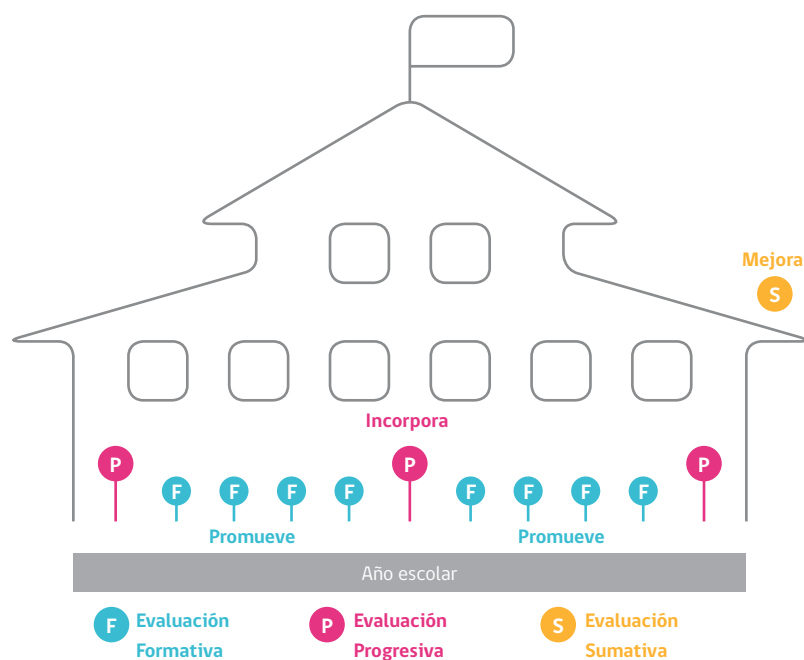 Mejora
S
Incorpora
P P P
F F F F F F F F
Promueve Promueve
Año escolar
F Evaluación Formativa
P Evaluación Progresiva
S Evaluación Sumativa